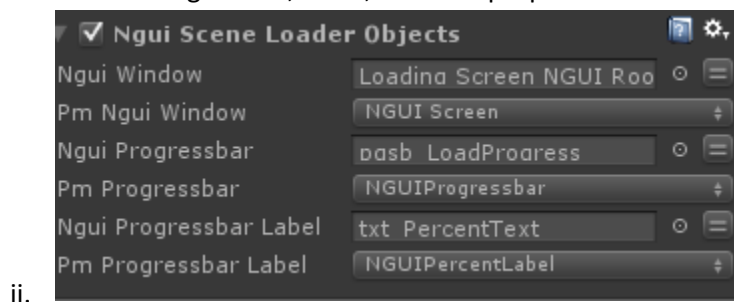 Ngui Scene Loader Objects
Ngui Window Loading Screen NGUI Roo
Pm Ngui Window NGUI Screen
Ngui Progressbar pgsb_LoadProgress
Pm Progressbar NGUIProgressbar
Ngui Progressbar Label txt_PercentText
Pm Progressbar Label NGUIPercentLabel
ii.